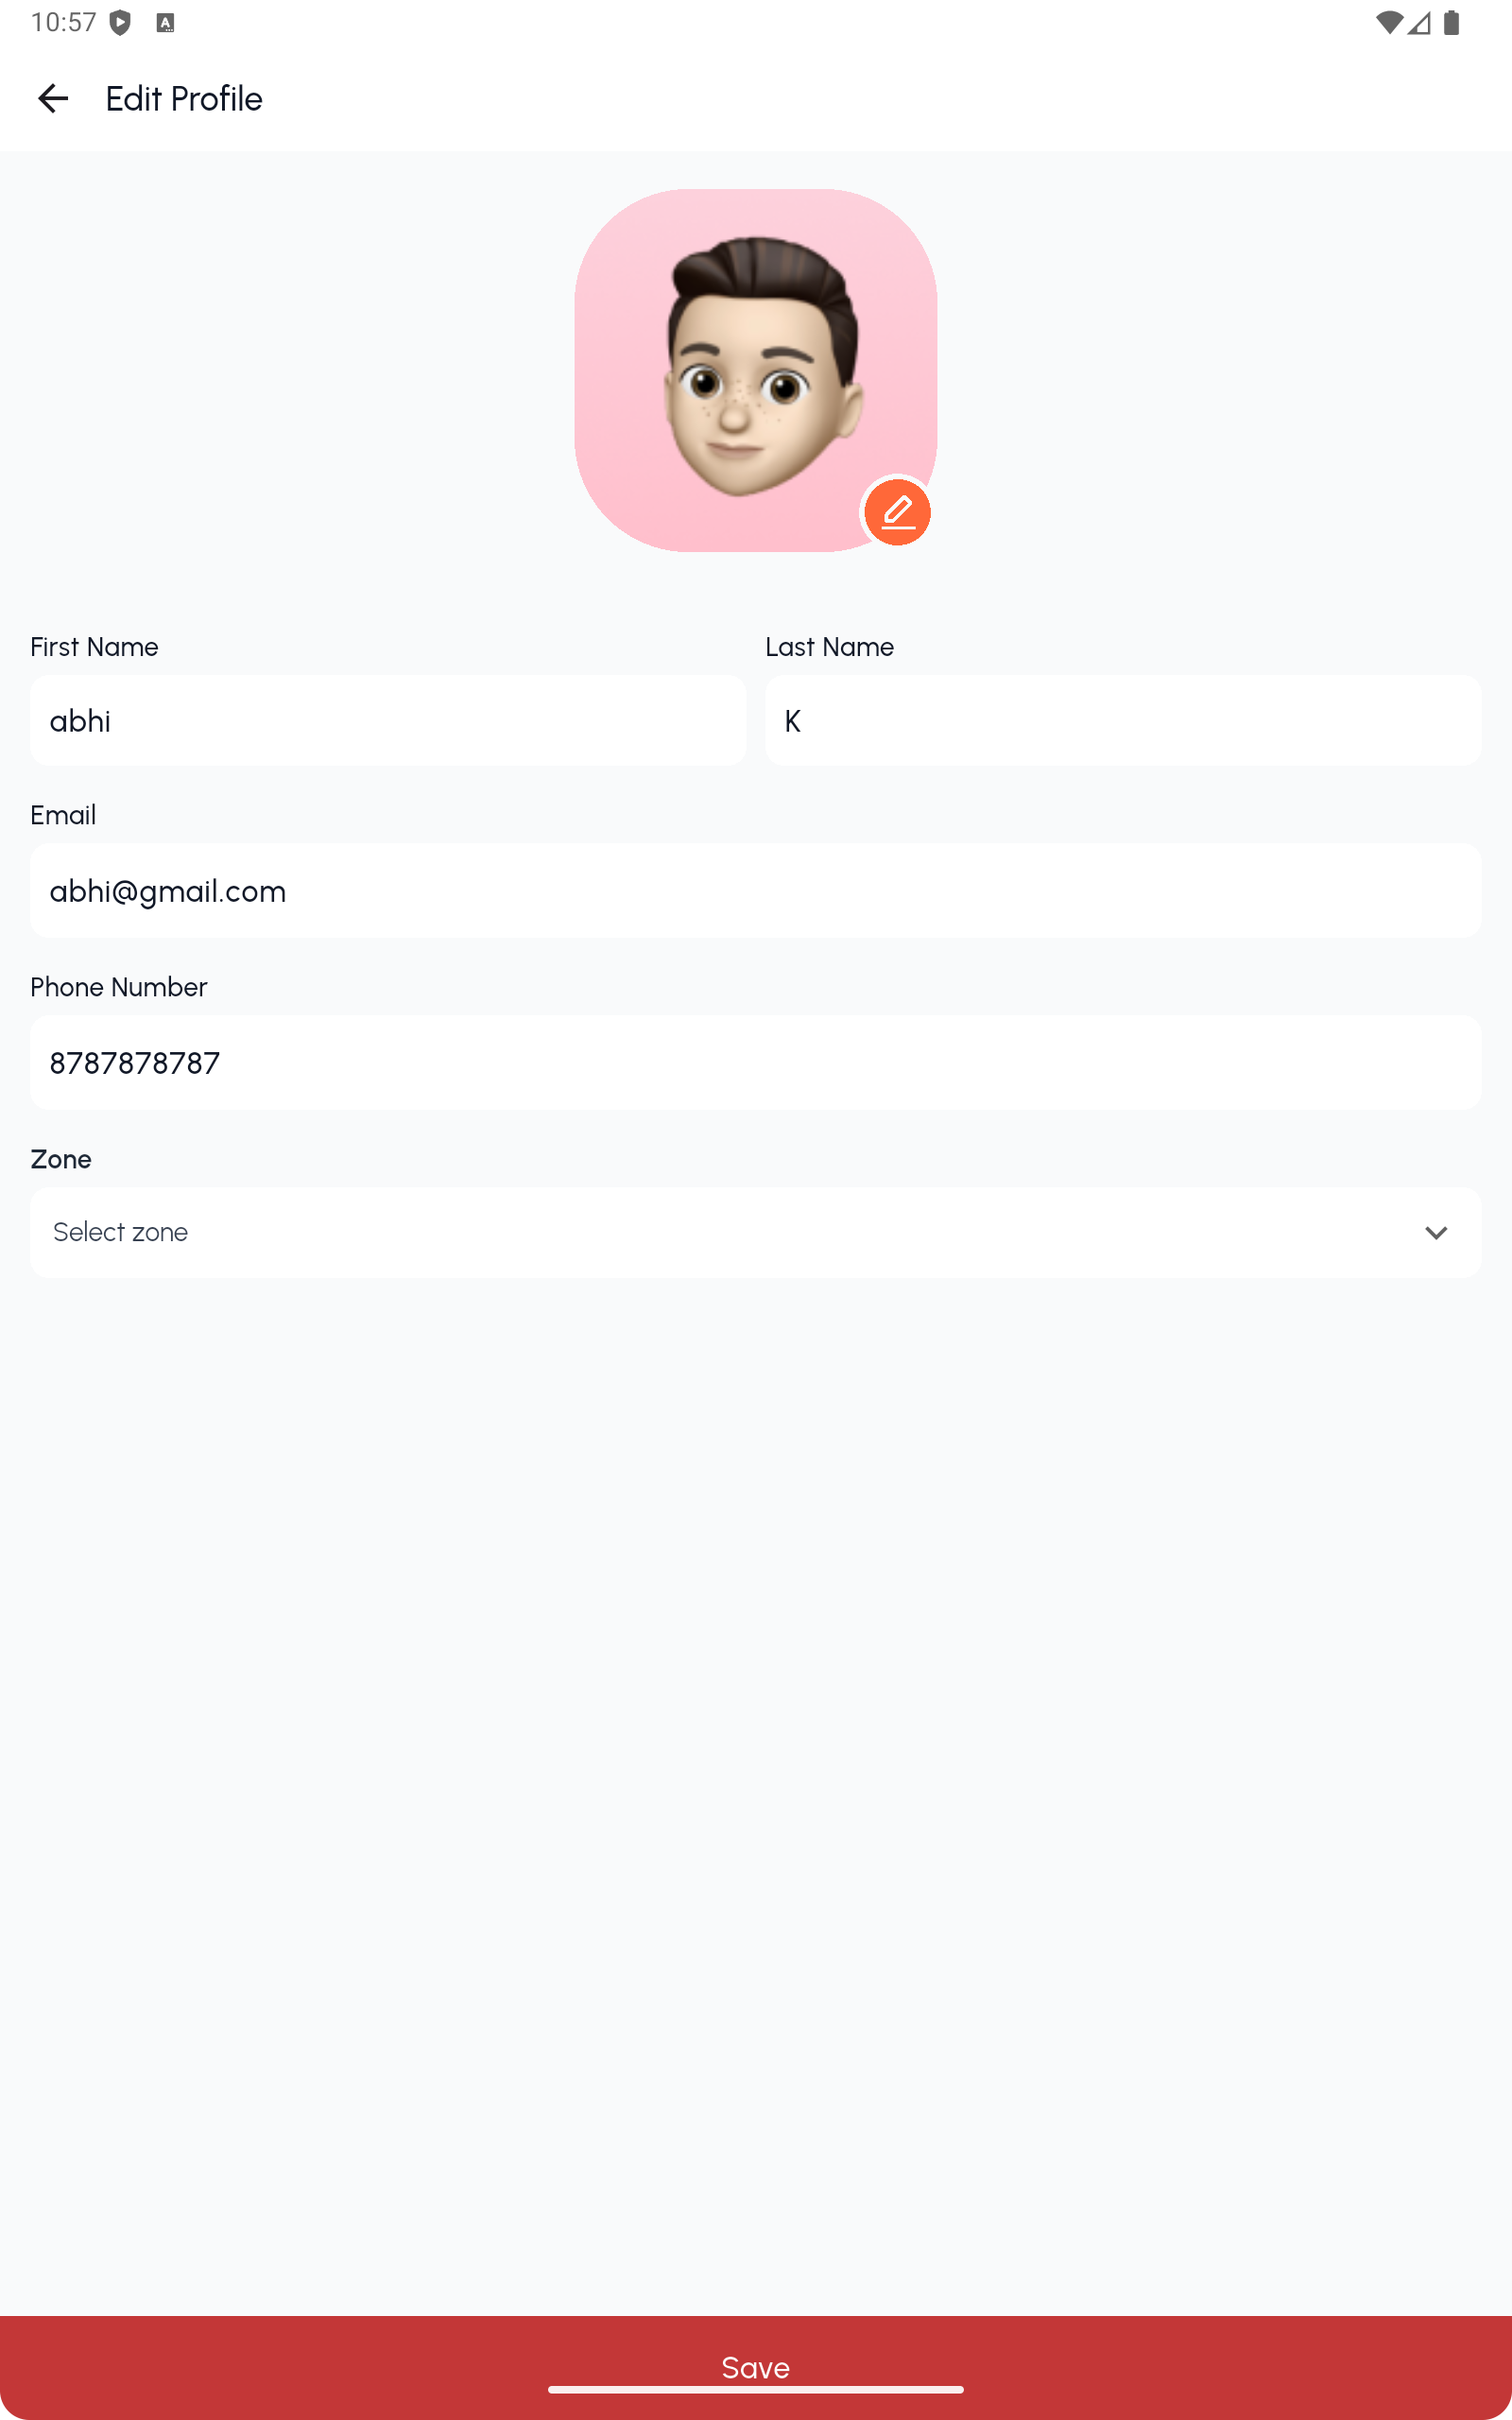 10:57
Edit Profile
First Name
Last Name
abhi
K
Email
abhi@gmail.com
Phone Number
8787878787
Zone
Select zone
Save